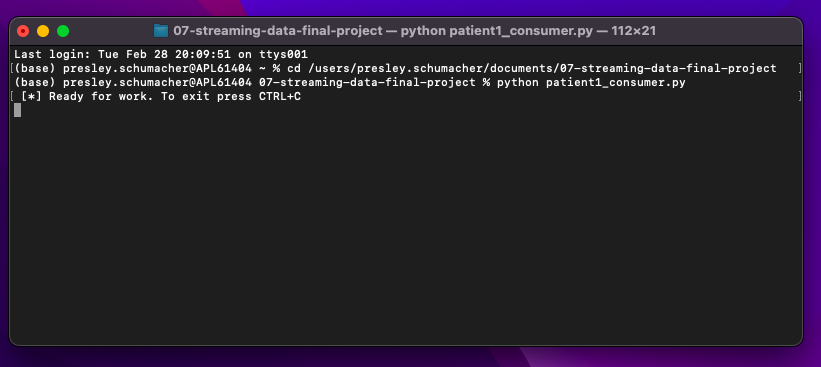 07-streaming-data-final-project — python patient1_consumer.py — 112×21
Last login: Tue Feb 28 20:09:51 on ttys001
[(base) presley.schumacher@APL61404 ~ % cd /users/presley.schumacher/documents/07-streaming-data-final-project ]
(base) presley.schumacher@APL61404 07-streaming-data-final-project % python patient1_consumer.py
[ [*] Ready for work. To exit press CTRL+C ]